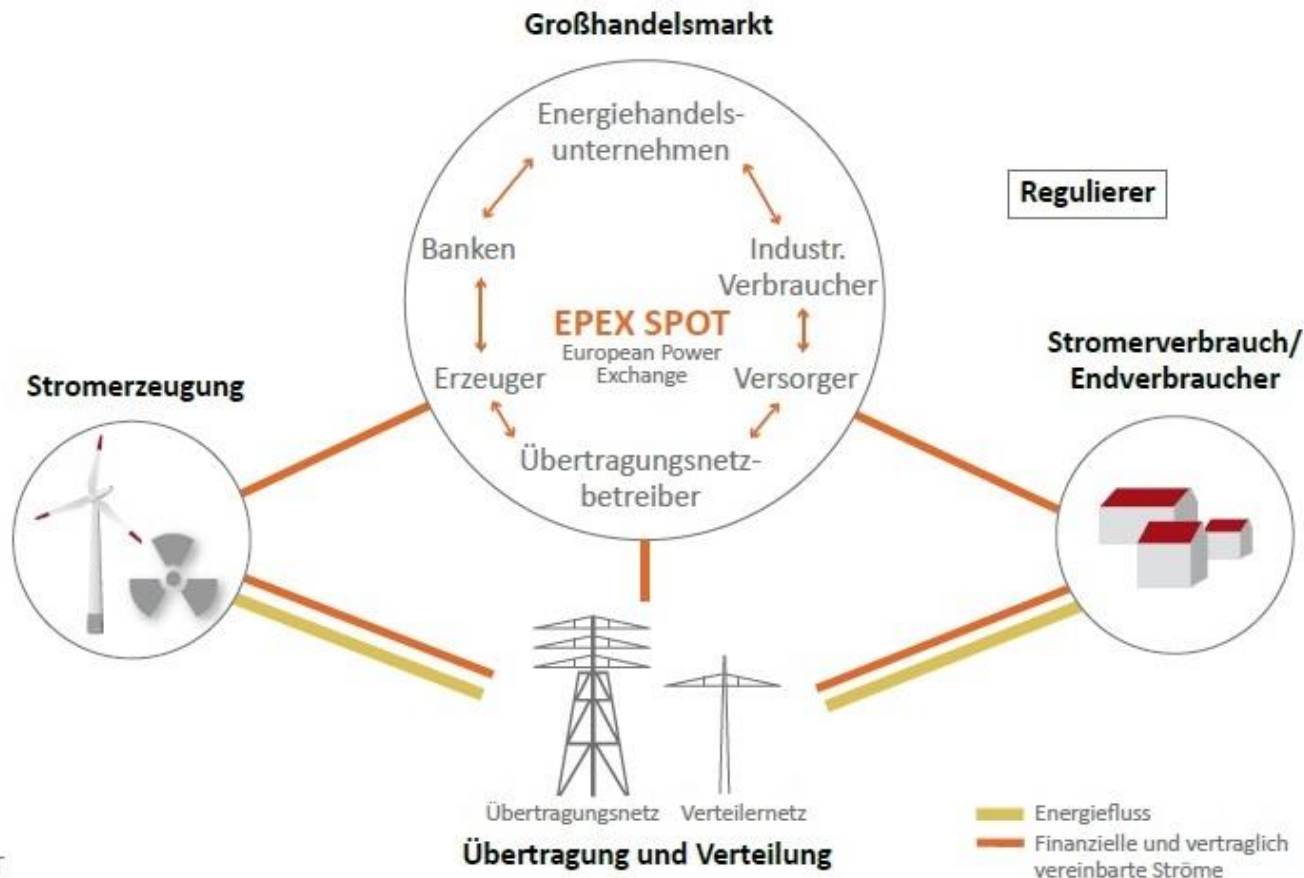 Großhandelsmarkt
Energiehandels-
unternehmen
Regulierer
Banken
Industr.
Verbraucher
EPEX SPOT
European Power
Exchange
Erzeuger
Versorger
Übertragungsnetz-
betreiber
Stromerzeugung
Stromerverbrauch/
Endverbraucher
Übertragungsnetz
Verteilernetz
Übertragung und Verteilung
Energiefluss
Finanzielle und vertraglich
vereinbarte Ströme